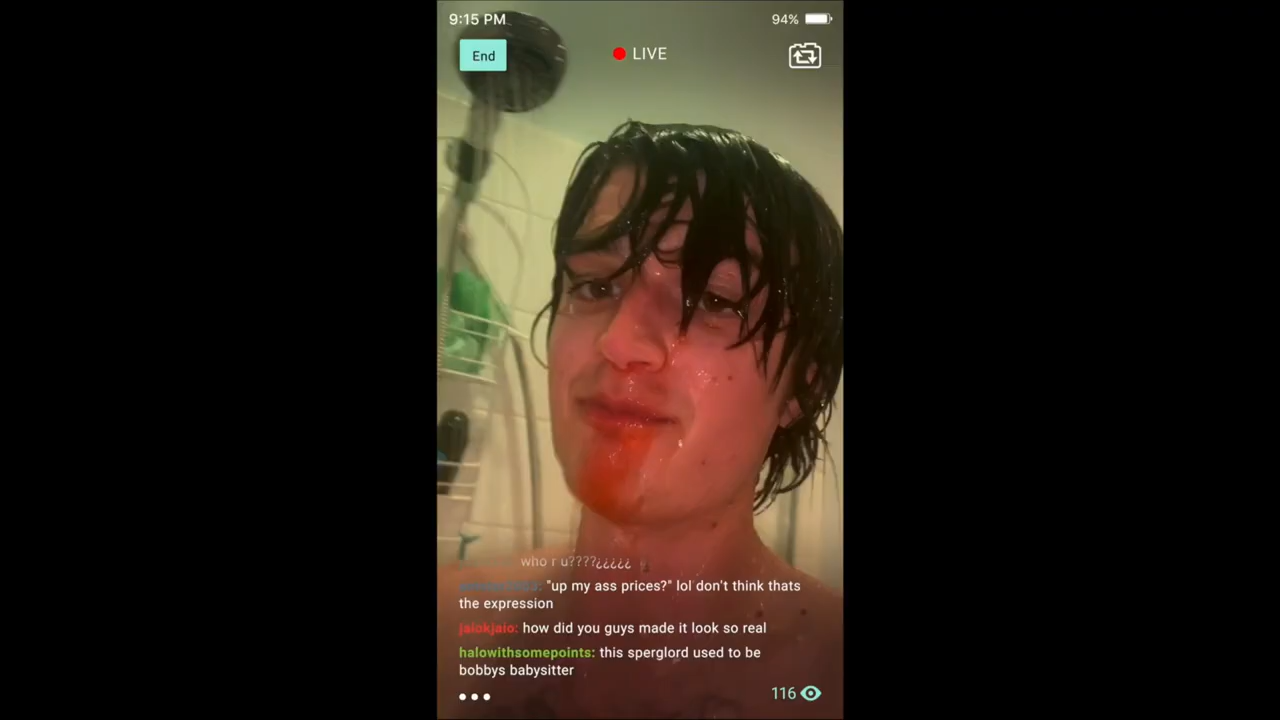 9:15 PM
94%
End
LIVE
who r u????¿¿¿¿¿
"up my ass prices?" lol don't think thats
the expression
jaiokjaio: how did you guys made it look so real
halowithsomepoints: this sperglord used to be
bobbys babysitter
116